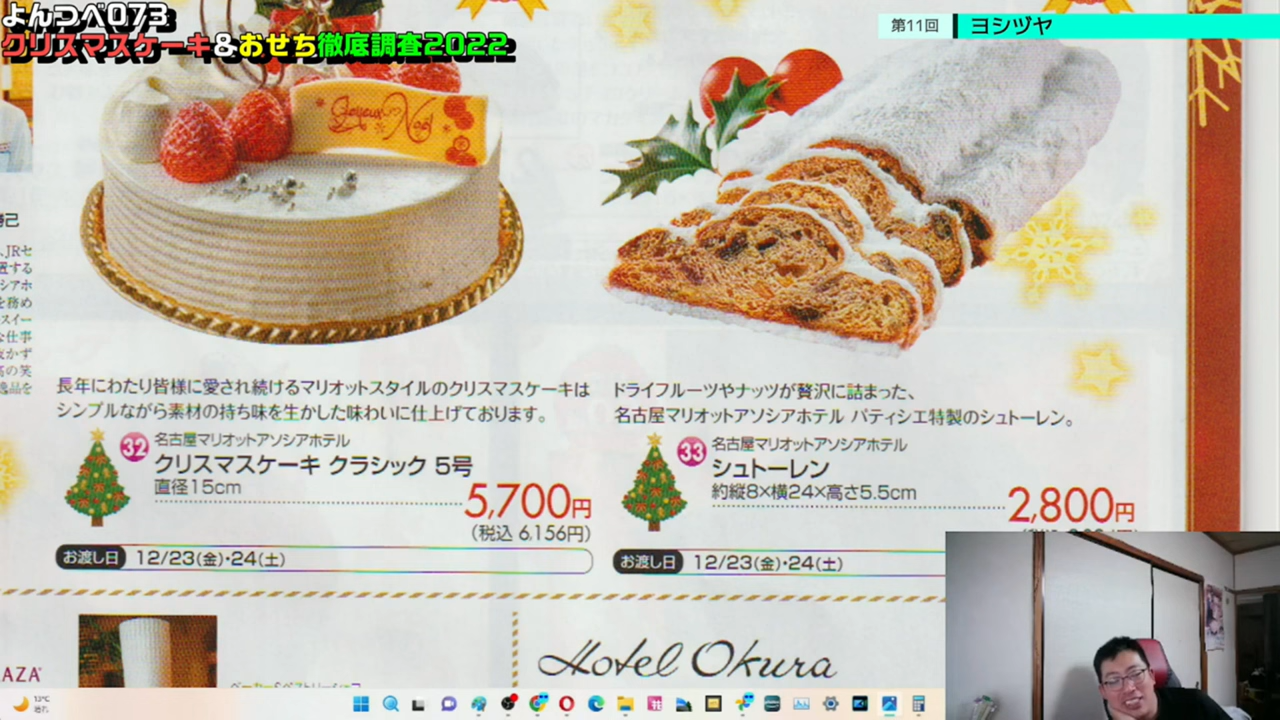 よんつべ073
クリスマスケーキ&おせち徹底調査2022
第11回 ヨシヅヤ
Joyeux Noël
長年にわたり皆様に愛され続けるマリオットスタイルのクリスマスケーキは
シンプルながら素材の持ち味を生かした味わいに仕上げております。
32 名古屋マリオットアソシアホテル
クリスマスケーキ クラシック 5号
直径15cm
5,700円
(税込 6,156円)
お渡し日 12/23(金)・24(土)
ドライフルーツやナッツが贅沢に詰まった、
名古屋マリオットアソシアホテル パティシエ特製のシュトーレン。
33 名古屋マリオットアソシアホテル
シュトーレン
約縦8×横24×高さ5.5cm
2,800円
お渡し日 12/23(金)・24(土)
Hotel Okura
AZA
13°C